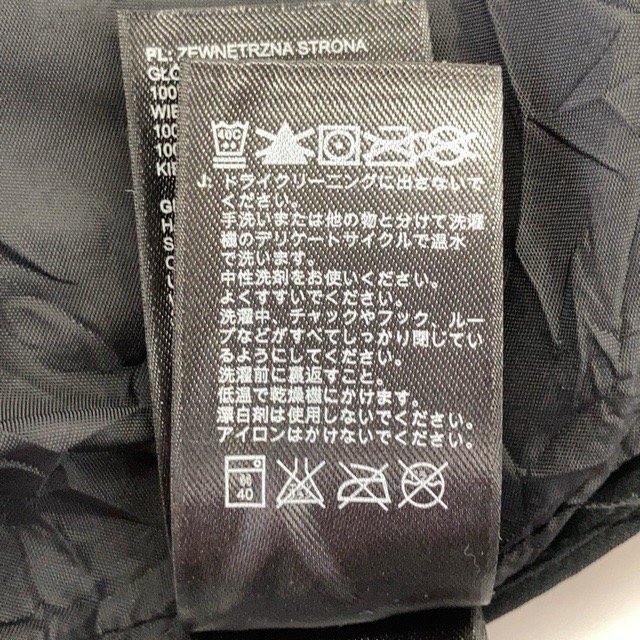 PL: ZEWNĘTRZNA STRONA
GŁÓ
100
WIE
100
100
KIE
40C
J: ドライクリーニングに出さないで
ください。
手洗いまたは他の物と分けて洗濯
機のデリケートサイクルで温水
で洗います。
中性洗剤をお使いください。
よくすすいでください。
洗濯中、チャックやフック、ルー
プなどがすべてしっかり閉じてい
るようにしてください。
洗濯前に裏返すこと。
低温で乾燥機にかけます。
漂白剤は使用しないでください。
アイロンはかけないでください。
40